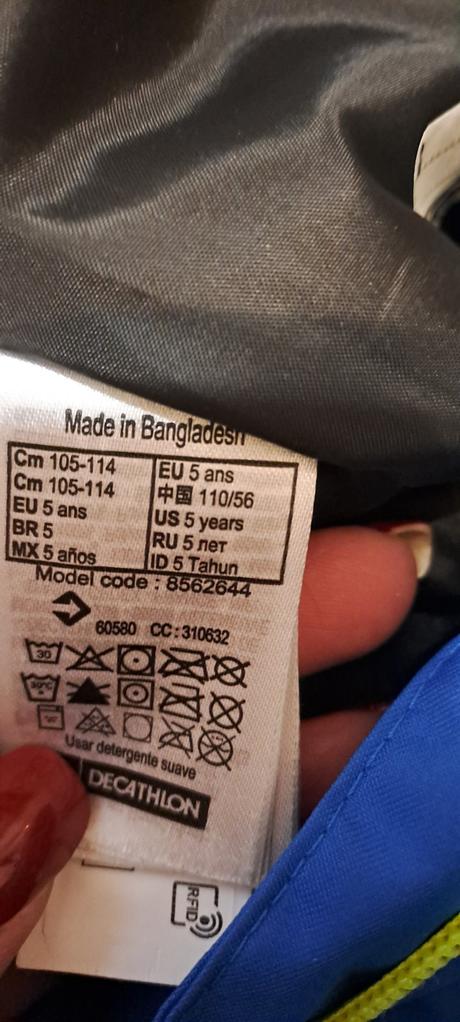 Made in Bangladesh
Cm 105-114
Cm 105-114
EU 5 ans
BR 5
MX 5 años
EU 5 ans
中国 110/56
US 5 years
RU 5 лет
ID 5 Tahun
Model code : 8562644
60580 CC : 310632
30
30°C
Usar detergente suave
DECATHLON
RFID